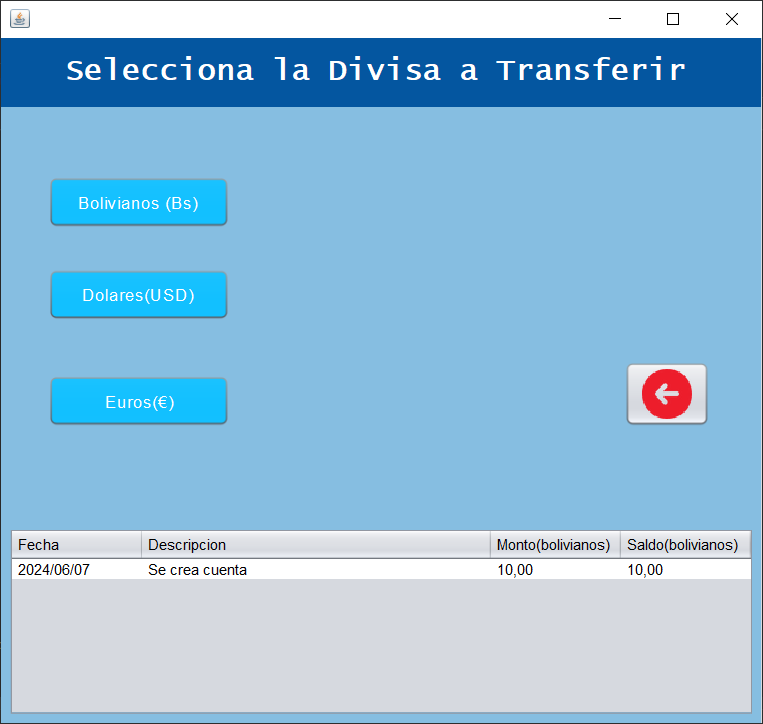 Selecciona la Divisa a Transferir
Bolivianos (Bs)
Dolares(USD)
Euros(€)
Fecha Descripcion Monto(bolivianos) Saldo(bolivianos)
2024/06/07 Se crea cuenta 10,00 10,00